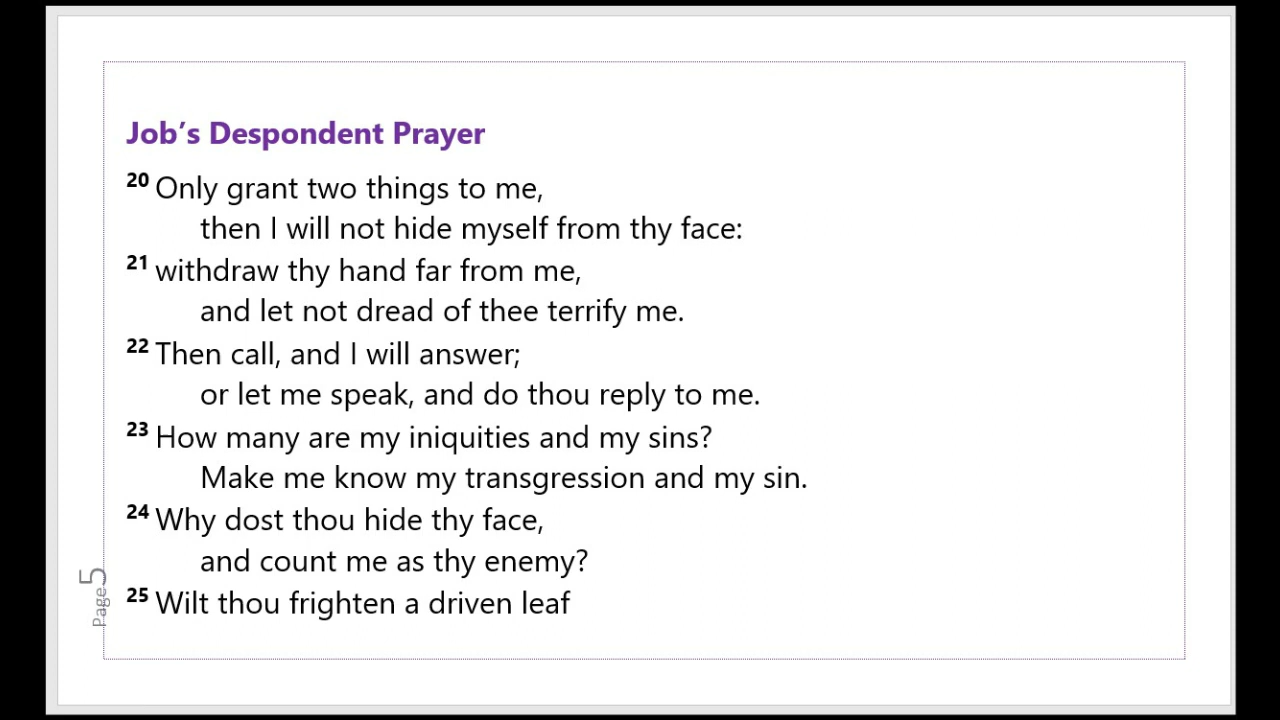 Job’s Despondent Prayer
20 Only grant two things to me,
then I will not hide myself from thy face:
21 withdraw thy hand far from me,
and let not dread of thee terrify me.
22 Then call, and I will answer;
or let me speak, and do thou reply to me.
23 How many are my iniquities and my sins?
Make me know my transgression and my sin.
24 Why dost thou hide thy face,
and count me as thy enemy?
25 Wilt thou frighten a driven leaf
Page 5